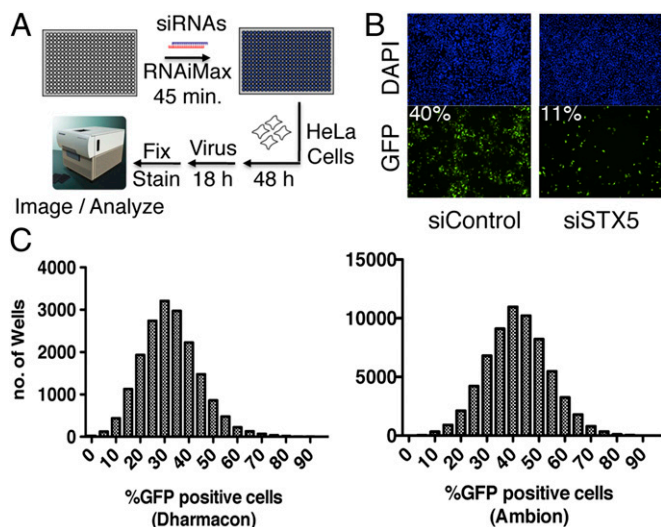 A
siRNAs
RNAiMax
45 min.
HeLa
Cells
48 h
Virus
18 h
Fix
Stain
Image / Analyze
B
DAPI
GFP
40%
11%
siControl
siSTX5
C
no. of Wells
4000
3000
2000
1000
0
0 10 20 30 40 50 60 70 80 90
%GFP positive cells
(Dharmacon)
15000
10000
5000
0
0 10 20 30 40 50 60 70 80 90
%GFP positive cells
(Ambion)